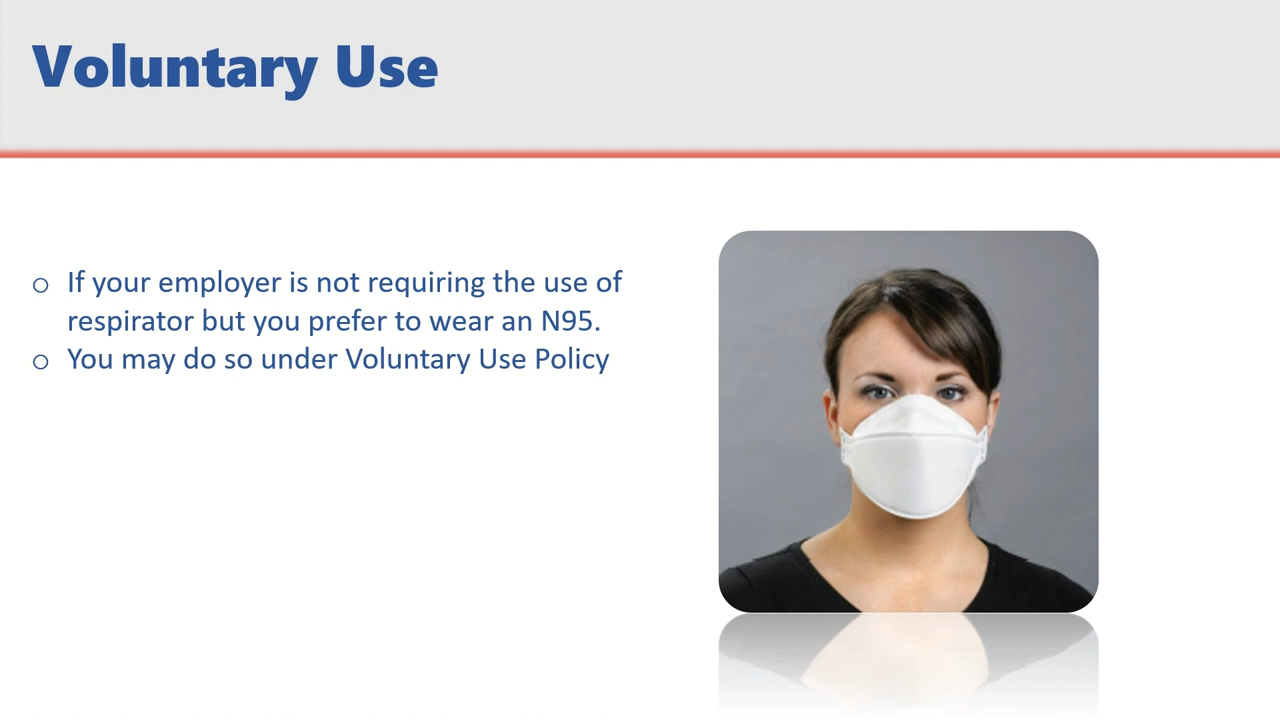 Voluntary Use
o If your employer is not requiring the use of
respirator but you prefer to wear an N95.
o You may do so under Voluntary Use Policy